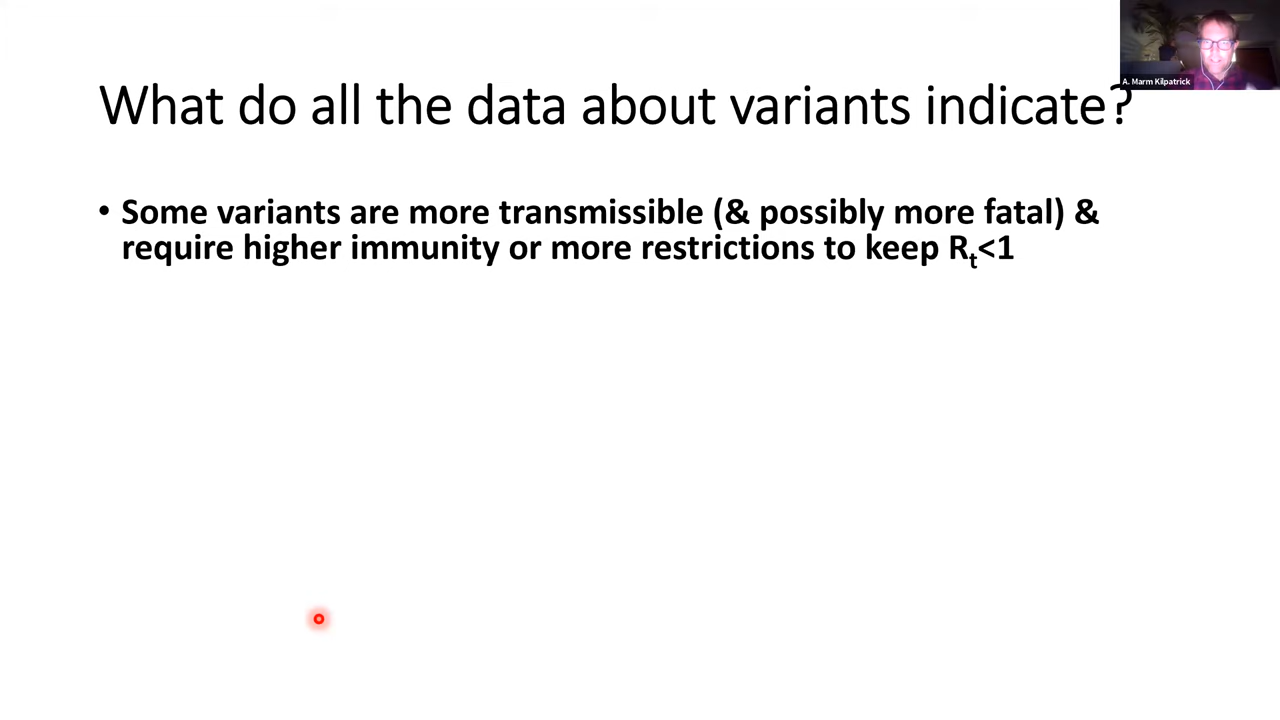 A. Marm Kilpatrick
What do all the data about variants indicate?
• Some variants are more transmissible (& possibly more fatal) &
require higher immunity or more restrictions to keep Rt<1